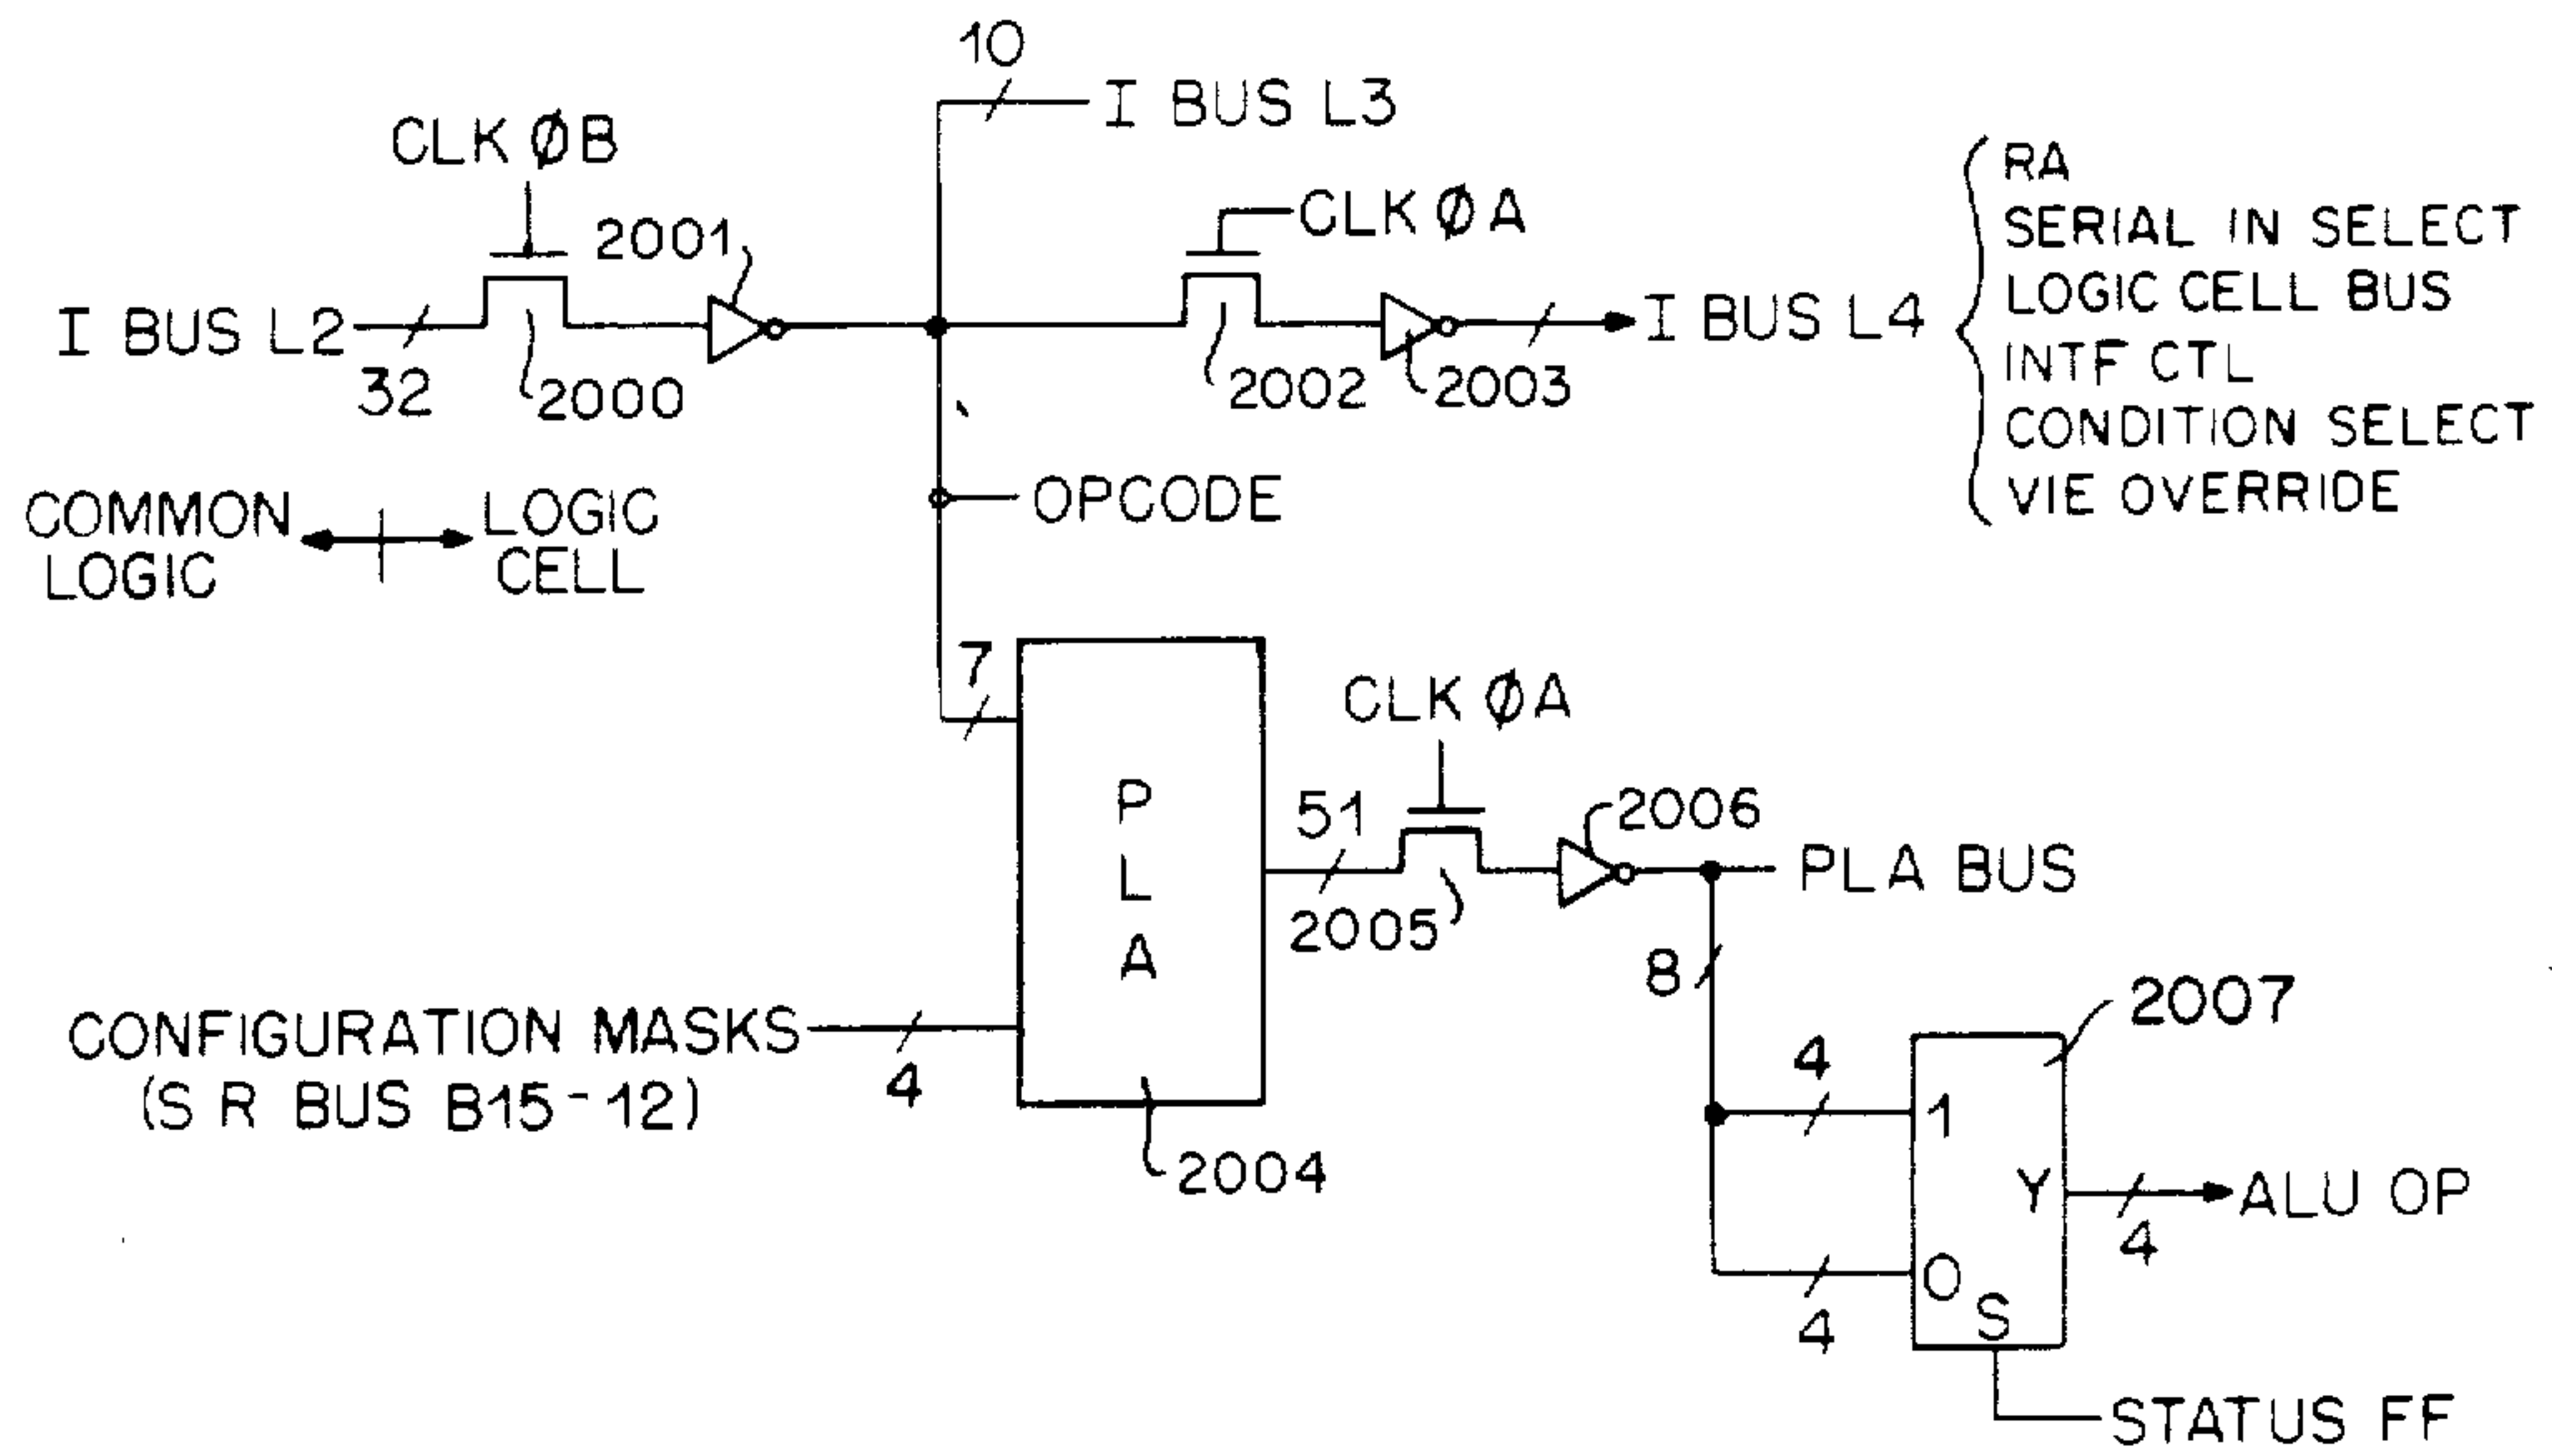 10
I BUS L3
CLK ØB
2001
CLK ØA
I BUS L2
32
2000
2002
2003
I BUS L4
RA
SERIAL IN SELECT
LOGIC CELL BUS
INTF CTL
CONDITION SELECT
VIE OVERRIDE
COMMON
LOGIC
LOGIC
CELL
OPCODE
7
PLA
CLK ØA
51
2005
2006
PLA BUS
8
CONFIGURATION MASKS
(SR BUS B15-12)
4
2004
2007
4
1
Y
ALU OP
4
0
4
S
STATUS FF